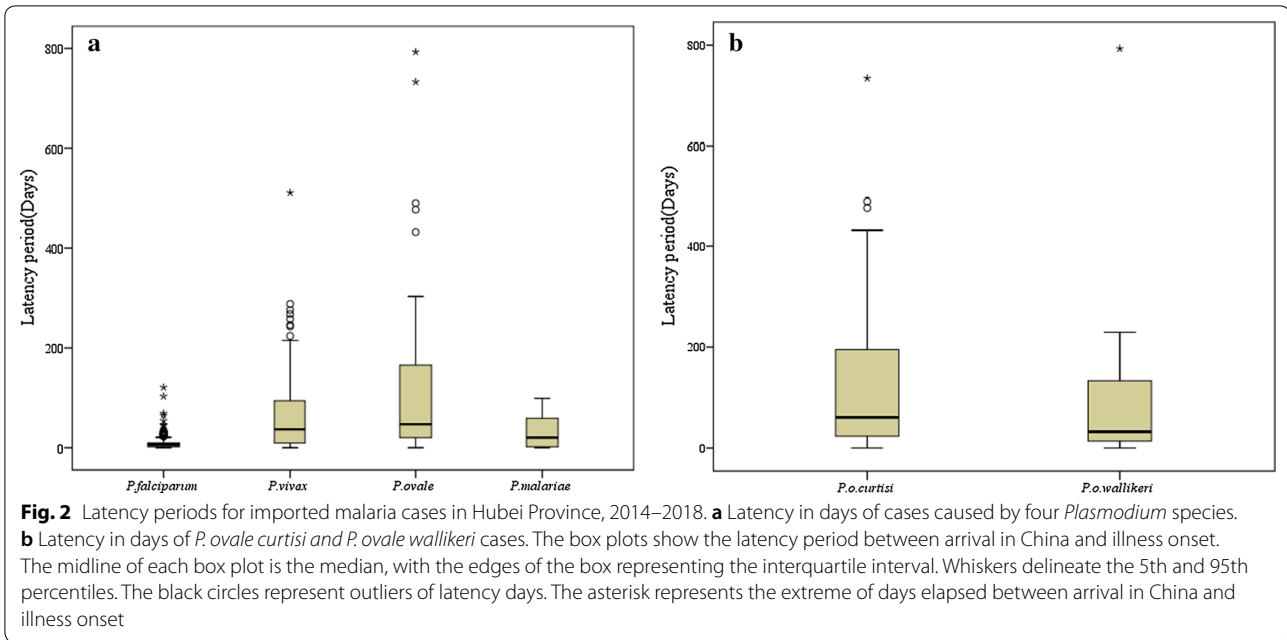 a
800
600
400
200
0
Latency period(Days)
P.falciparum P.vivax P.ovale P.malariae
b
800
600
400
200
0
Latency period(Days)
P.o.curtisi P.o.wallikeri
Fig. 2 Latency periods for imported malaria cases in Hubei Province, 2014–2018. a Latency in days of cases caused by four Plasmodium species.
b Latency in days of P. ovale curtisi and P. ovale wallikeri cases. The box plots show the latency period between arrival in China and illness onset.
The midline of each box plot is the median, with the edges of the box representing the interquartile interval. Whiskers delineate the 5th and 95th
percentiles. The black circles represent outliers of latency days. The asterisk represents the extreme of days elapsed between arrival in China and
illness onset